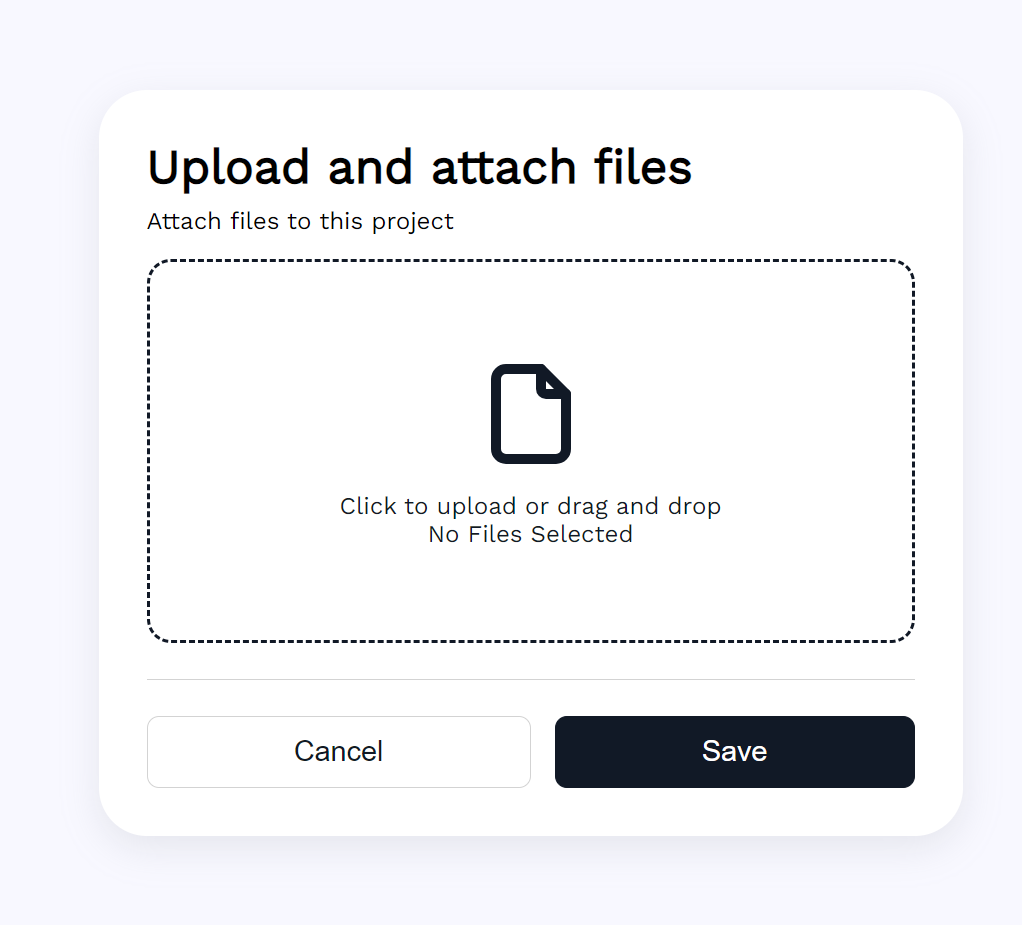 Upload and attach files
Attach files to this project
Click to upload or drag and drop
No Files Selected
Cancel
Save